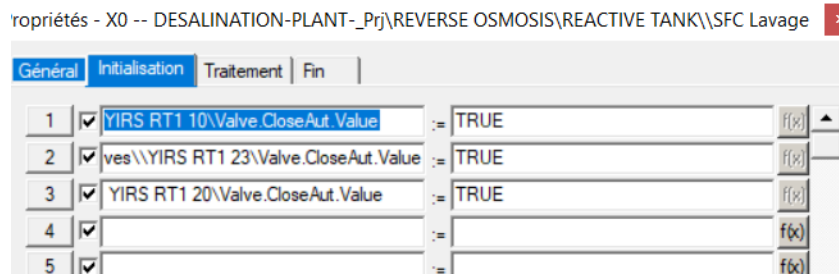 ropriétés - X0 -- DESALINATION-PLANT-_Prj\REVERSE OSMOSIS\REACTIVE TANK\\SFC Lavage
Général Initialisation Traitement Fin
1 YIRS RT1 10\Valve.CloseAut.Value := TRUE f(x)
2 ves\\YIRS RT1 23\Valve.CloseAut.Value := TRUE f(x)
3 YIRS RT1 20\Valve.CloseAut.Value := TRUE f(x)
4 := f(x)
5 := f(x)